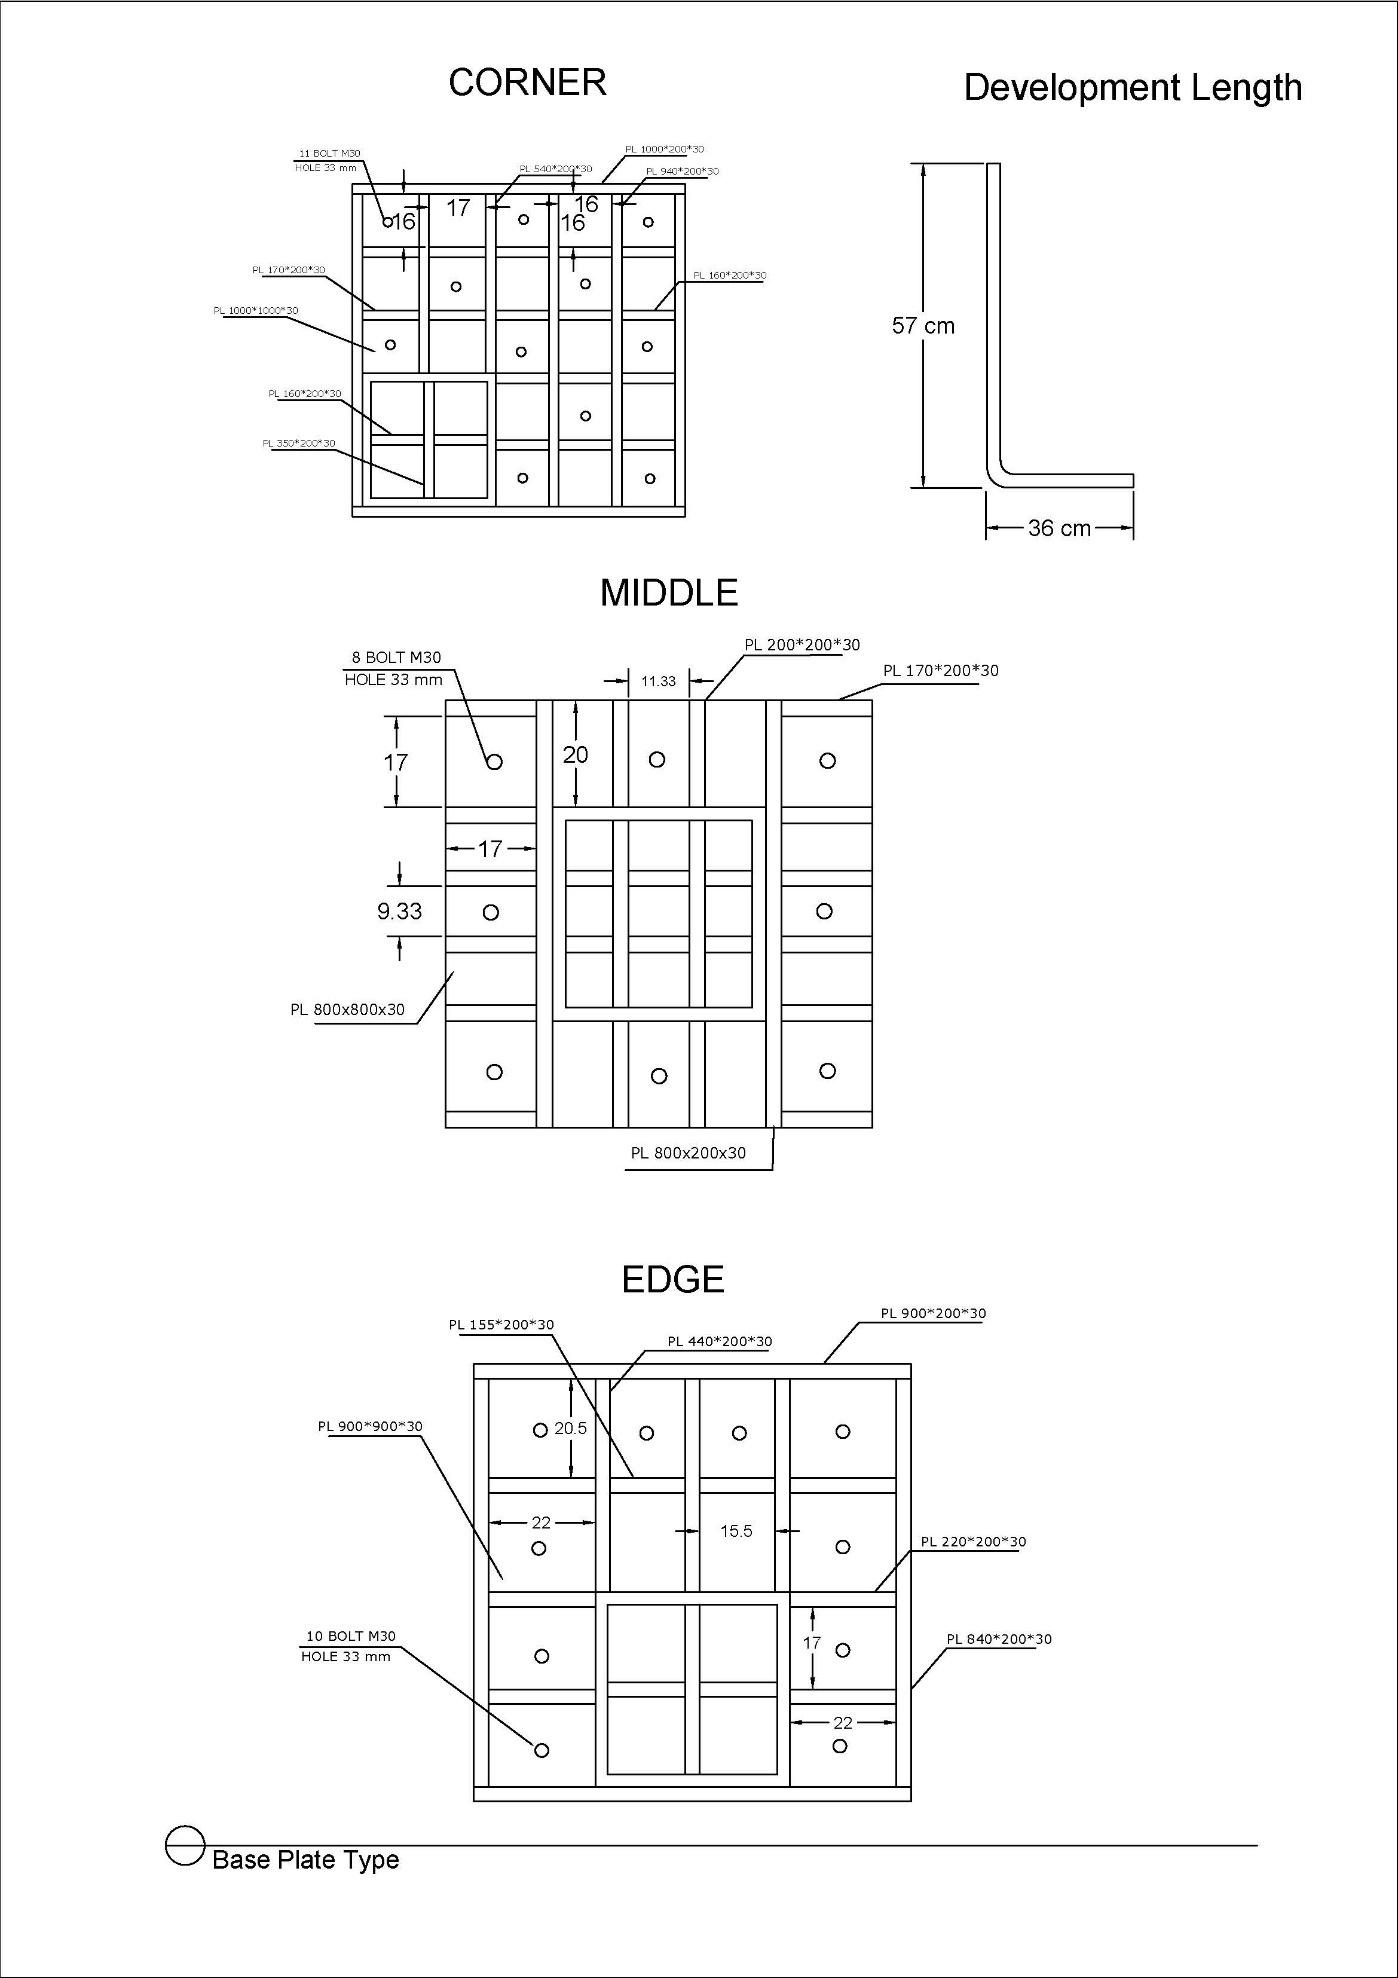 CORNER
Development Length
11 BOLT M30
HOLE 33 mm
PL 540*200*30
PL 1000*200*30
PL 940*200*30
16
17
16
16
PL 170*200*30
PL 160*200*30
PL 1000*1000*30
PL 160*200*30
PL 350*200*30
57 cm
36 cm
MIDDLE
8 BOLT M30
HOLE 33 mm
11.33
PL 200*200*30
PL 170*200*30
17
20
17
9.33
PL 800x800x30
PL 800x200x30
EDGE
PL 155*200*30
PL 440*200*30
PL 900*200*30
PL 900*900*30
20.5
22
15.5
PL 220*200*30
10 BOLT M30
HOLE 33 mm
17
PL 840*200*30
22
Base Plate Type